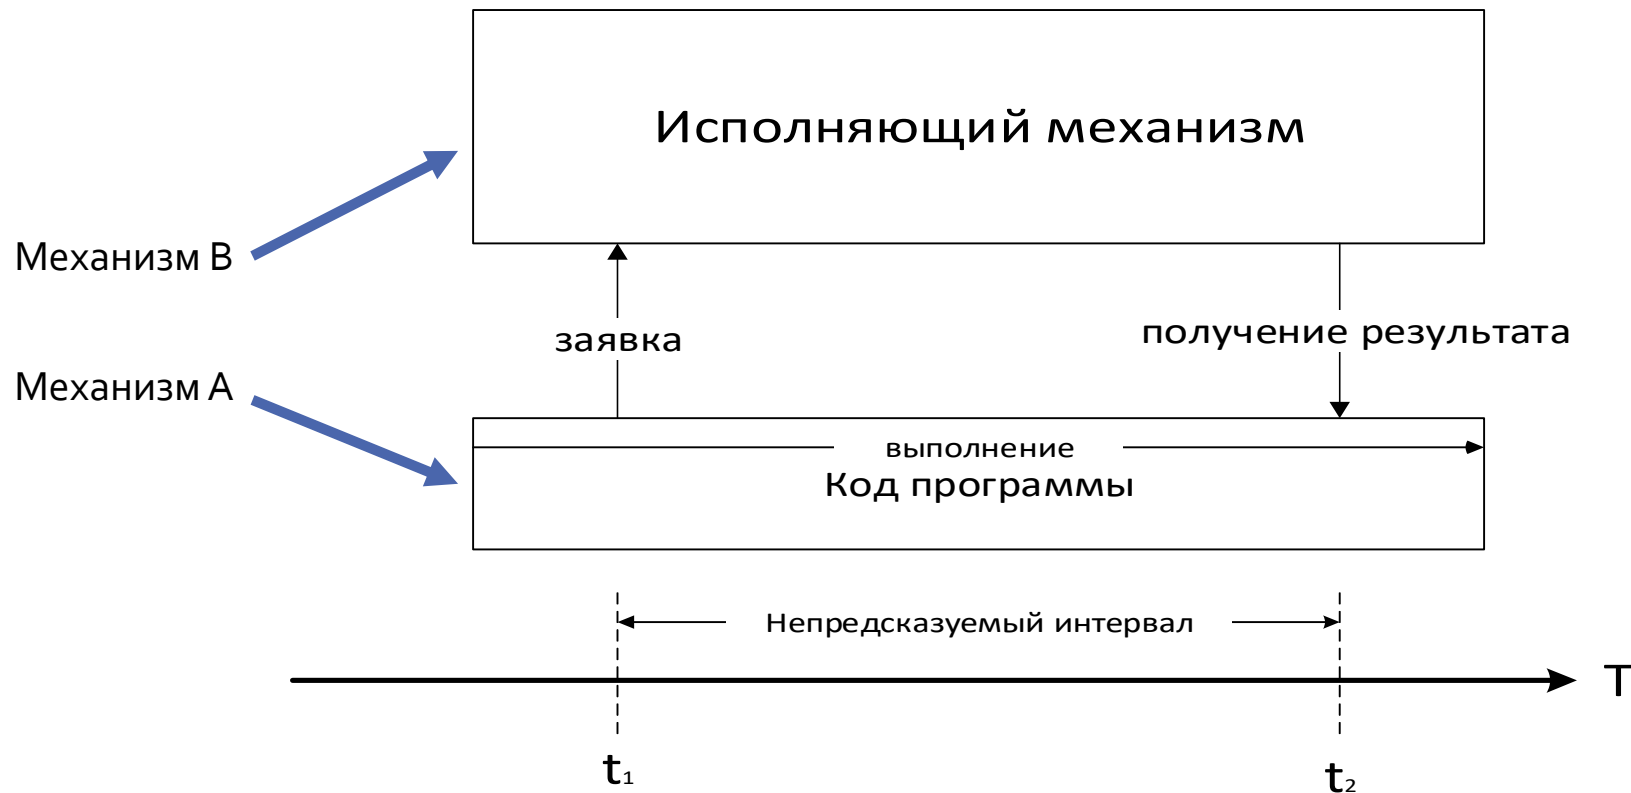 Исполняющий механизм
Механизм B
заявка
получение результата
Механизм A
выполнение
Код программы
Непредсказуемый интервал
T
t₁
t₂